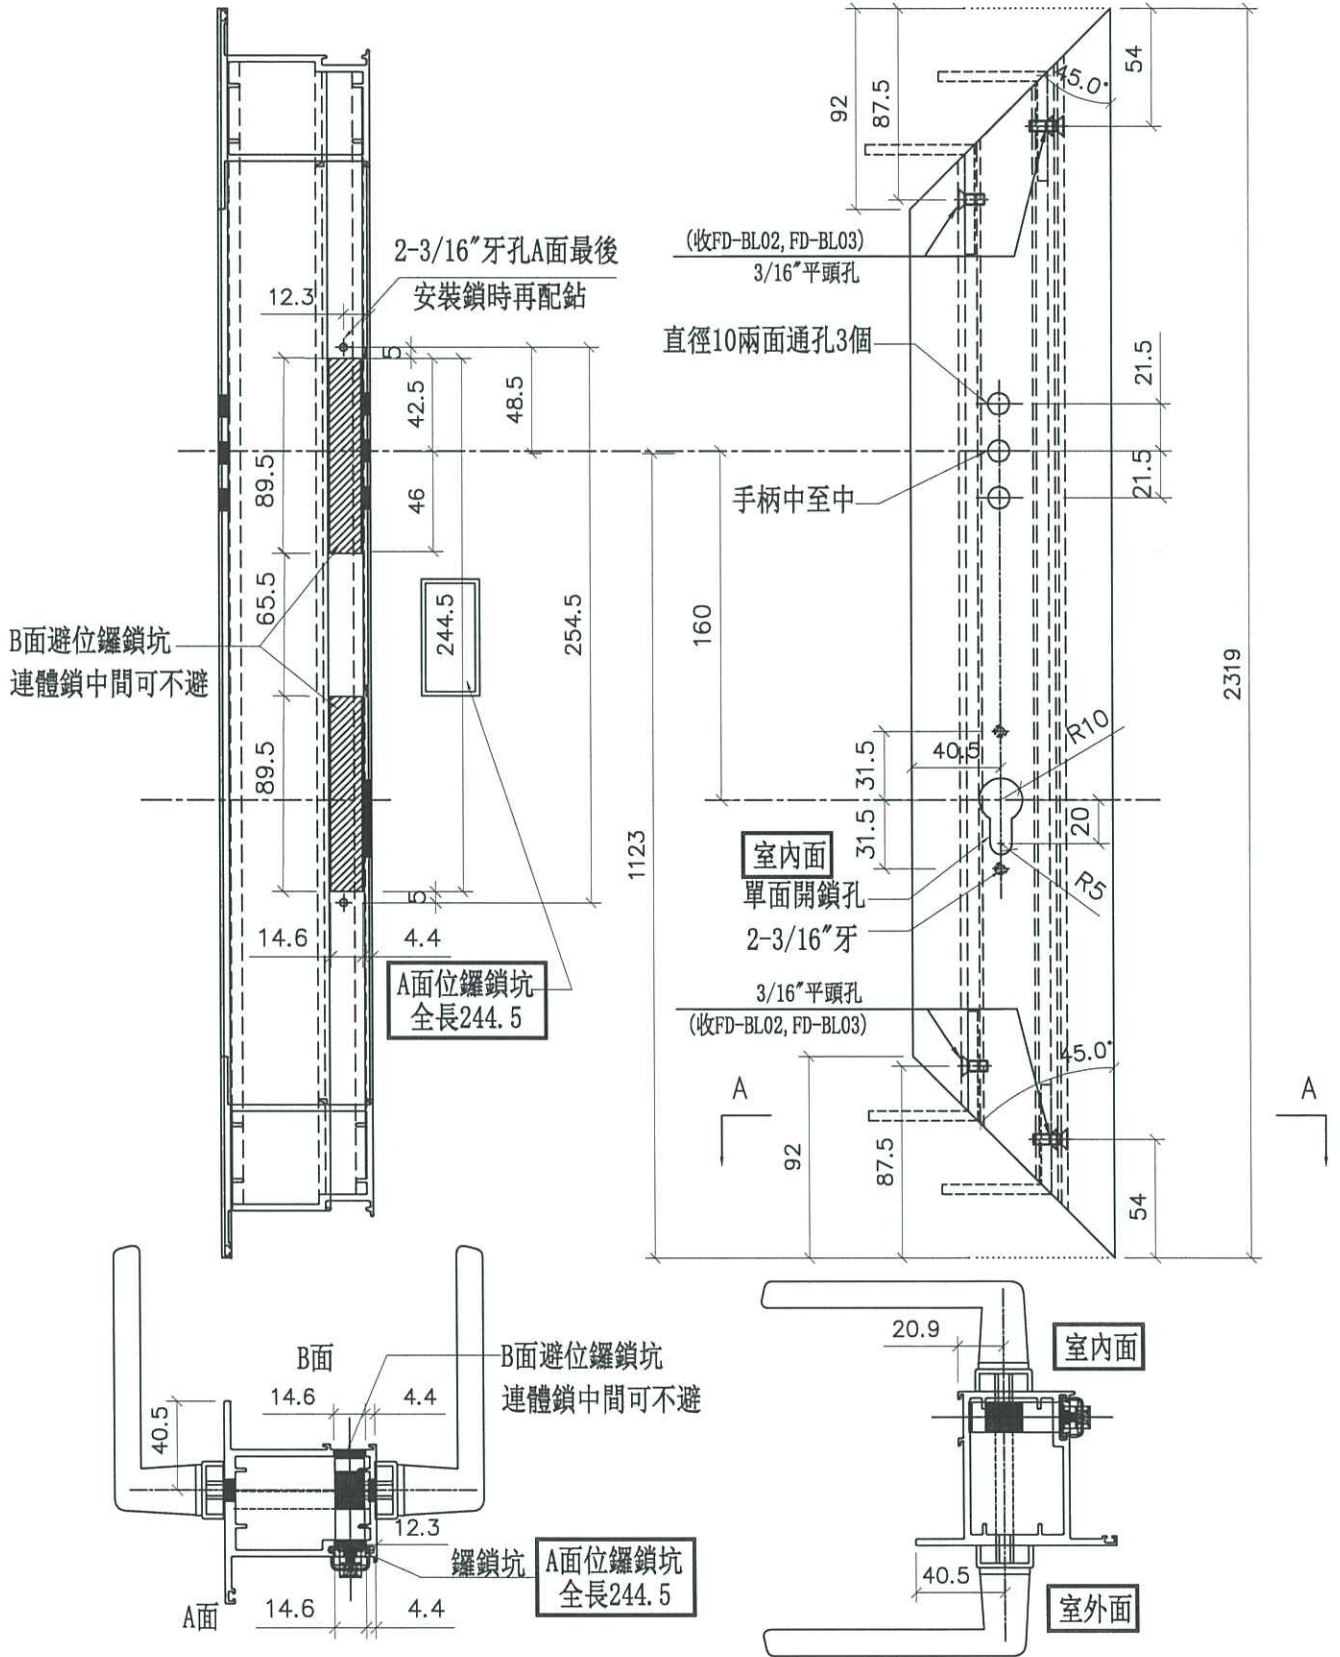 2-3/16″牙孔A面最後
安裝鎖時再配鉆
12.3
5
42.5
48.5
89.5
46
65.5
244.5
254.5
B面避位鑼鎖坑
連體鎖中間可不避
89.5
5
14.6
4.4
A面位鑼鎖坑
全長244.5
1123
92
87.5
54
45.0°
(收FD-BL02, FD-BL03)
3/16″平頭孔
直徑10兩面通孔3個
21.5
手柄中至中
21.5
160
2319
R10
40.5
31.5
31.5
20
室內面
單面開鎖孔
R5
2-3/16″牙
3/16″平頭孔
(收FD-BL02, FD-BL03)
45.0°
A
A
92
87.5
54
B面
B面避位鑼鎖坑
連體鎖中間可不避
14.6
4.4
40.5
12.3
鑼鎖坑
A面位鑼鎖坑
全長244.5
A面
14.6
4.4
20.9
室內面
40.5
室外面